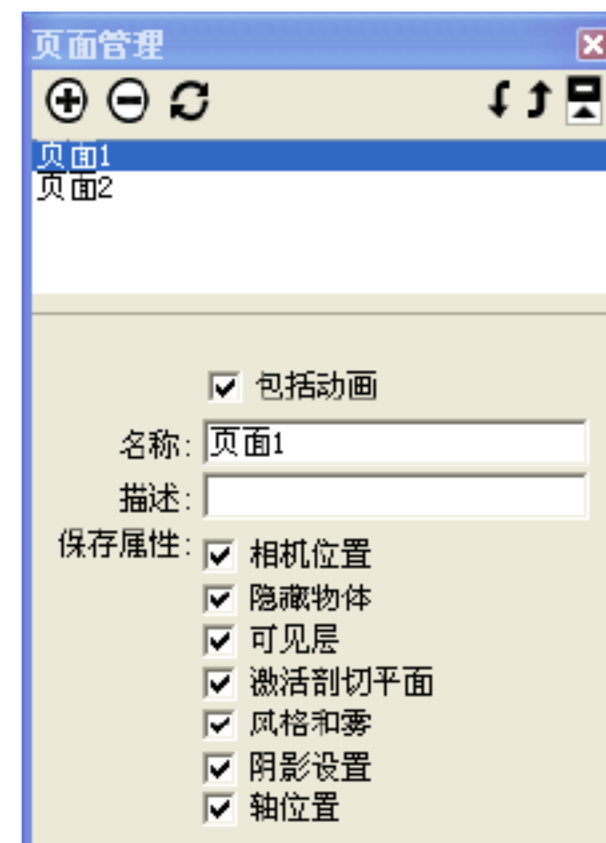 页面管理
页面1
页面2
包括动画
名称: 页面1
描述:
保存属性: 相机位置
隐藏物体
可见层
激活剖切平面
风格和雾
阴影设置
轴位置